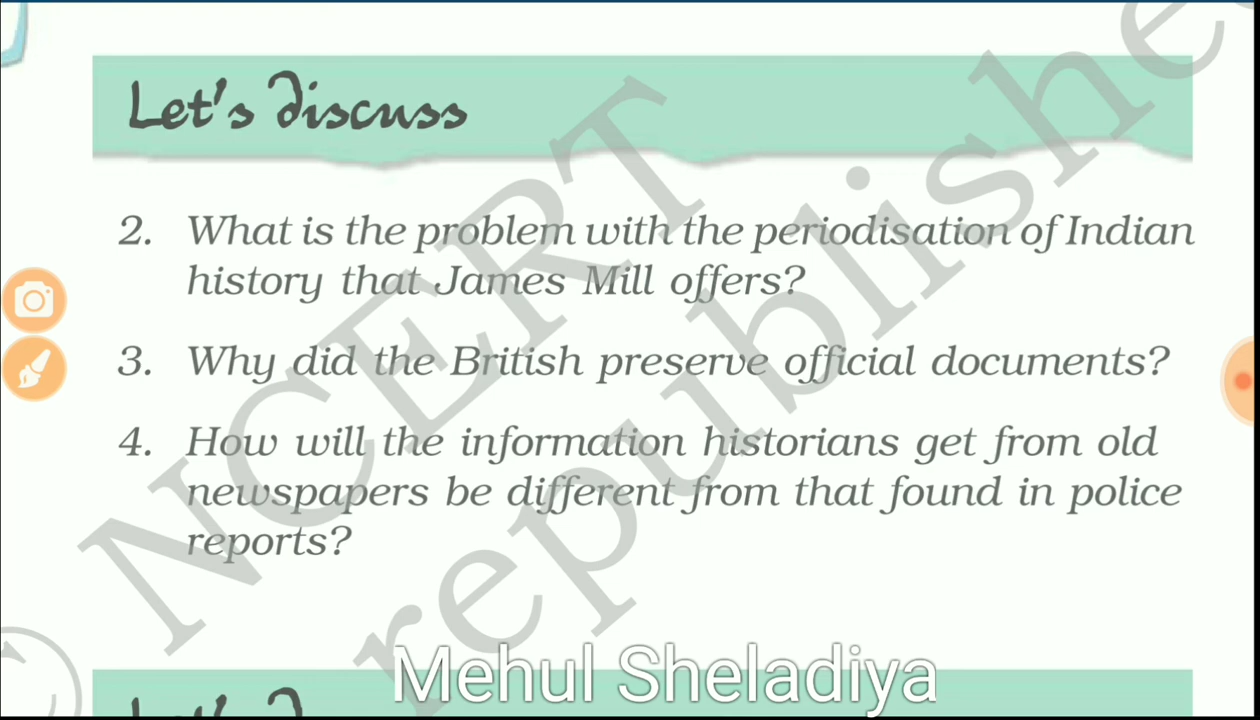 Let's discuss
2. What is the problem with the periodisation of Indian
history that James Mill offers?
3. Why did the British preserve official documents?
4. How will the information historians get from old
newspapers be different from that found in police
reports?
© NCERT
republishe
Mehul Sheladiya